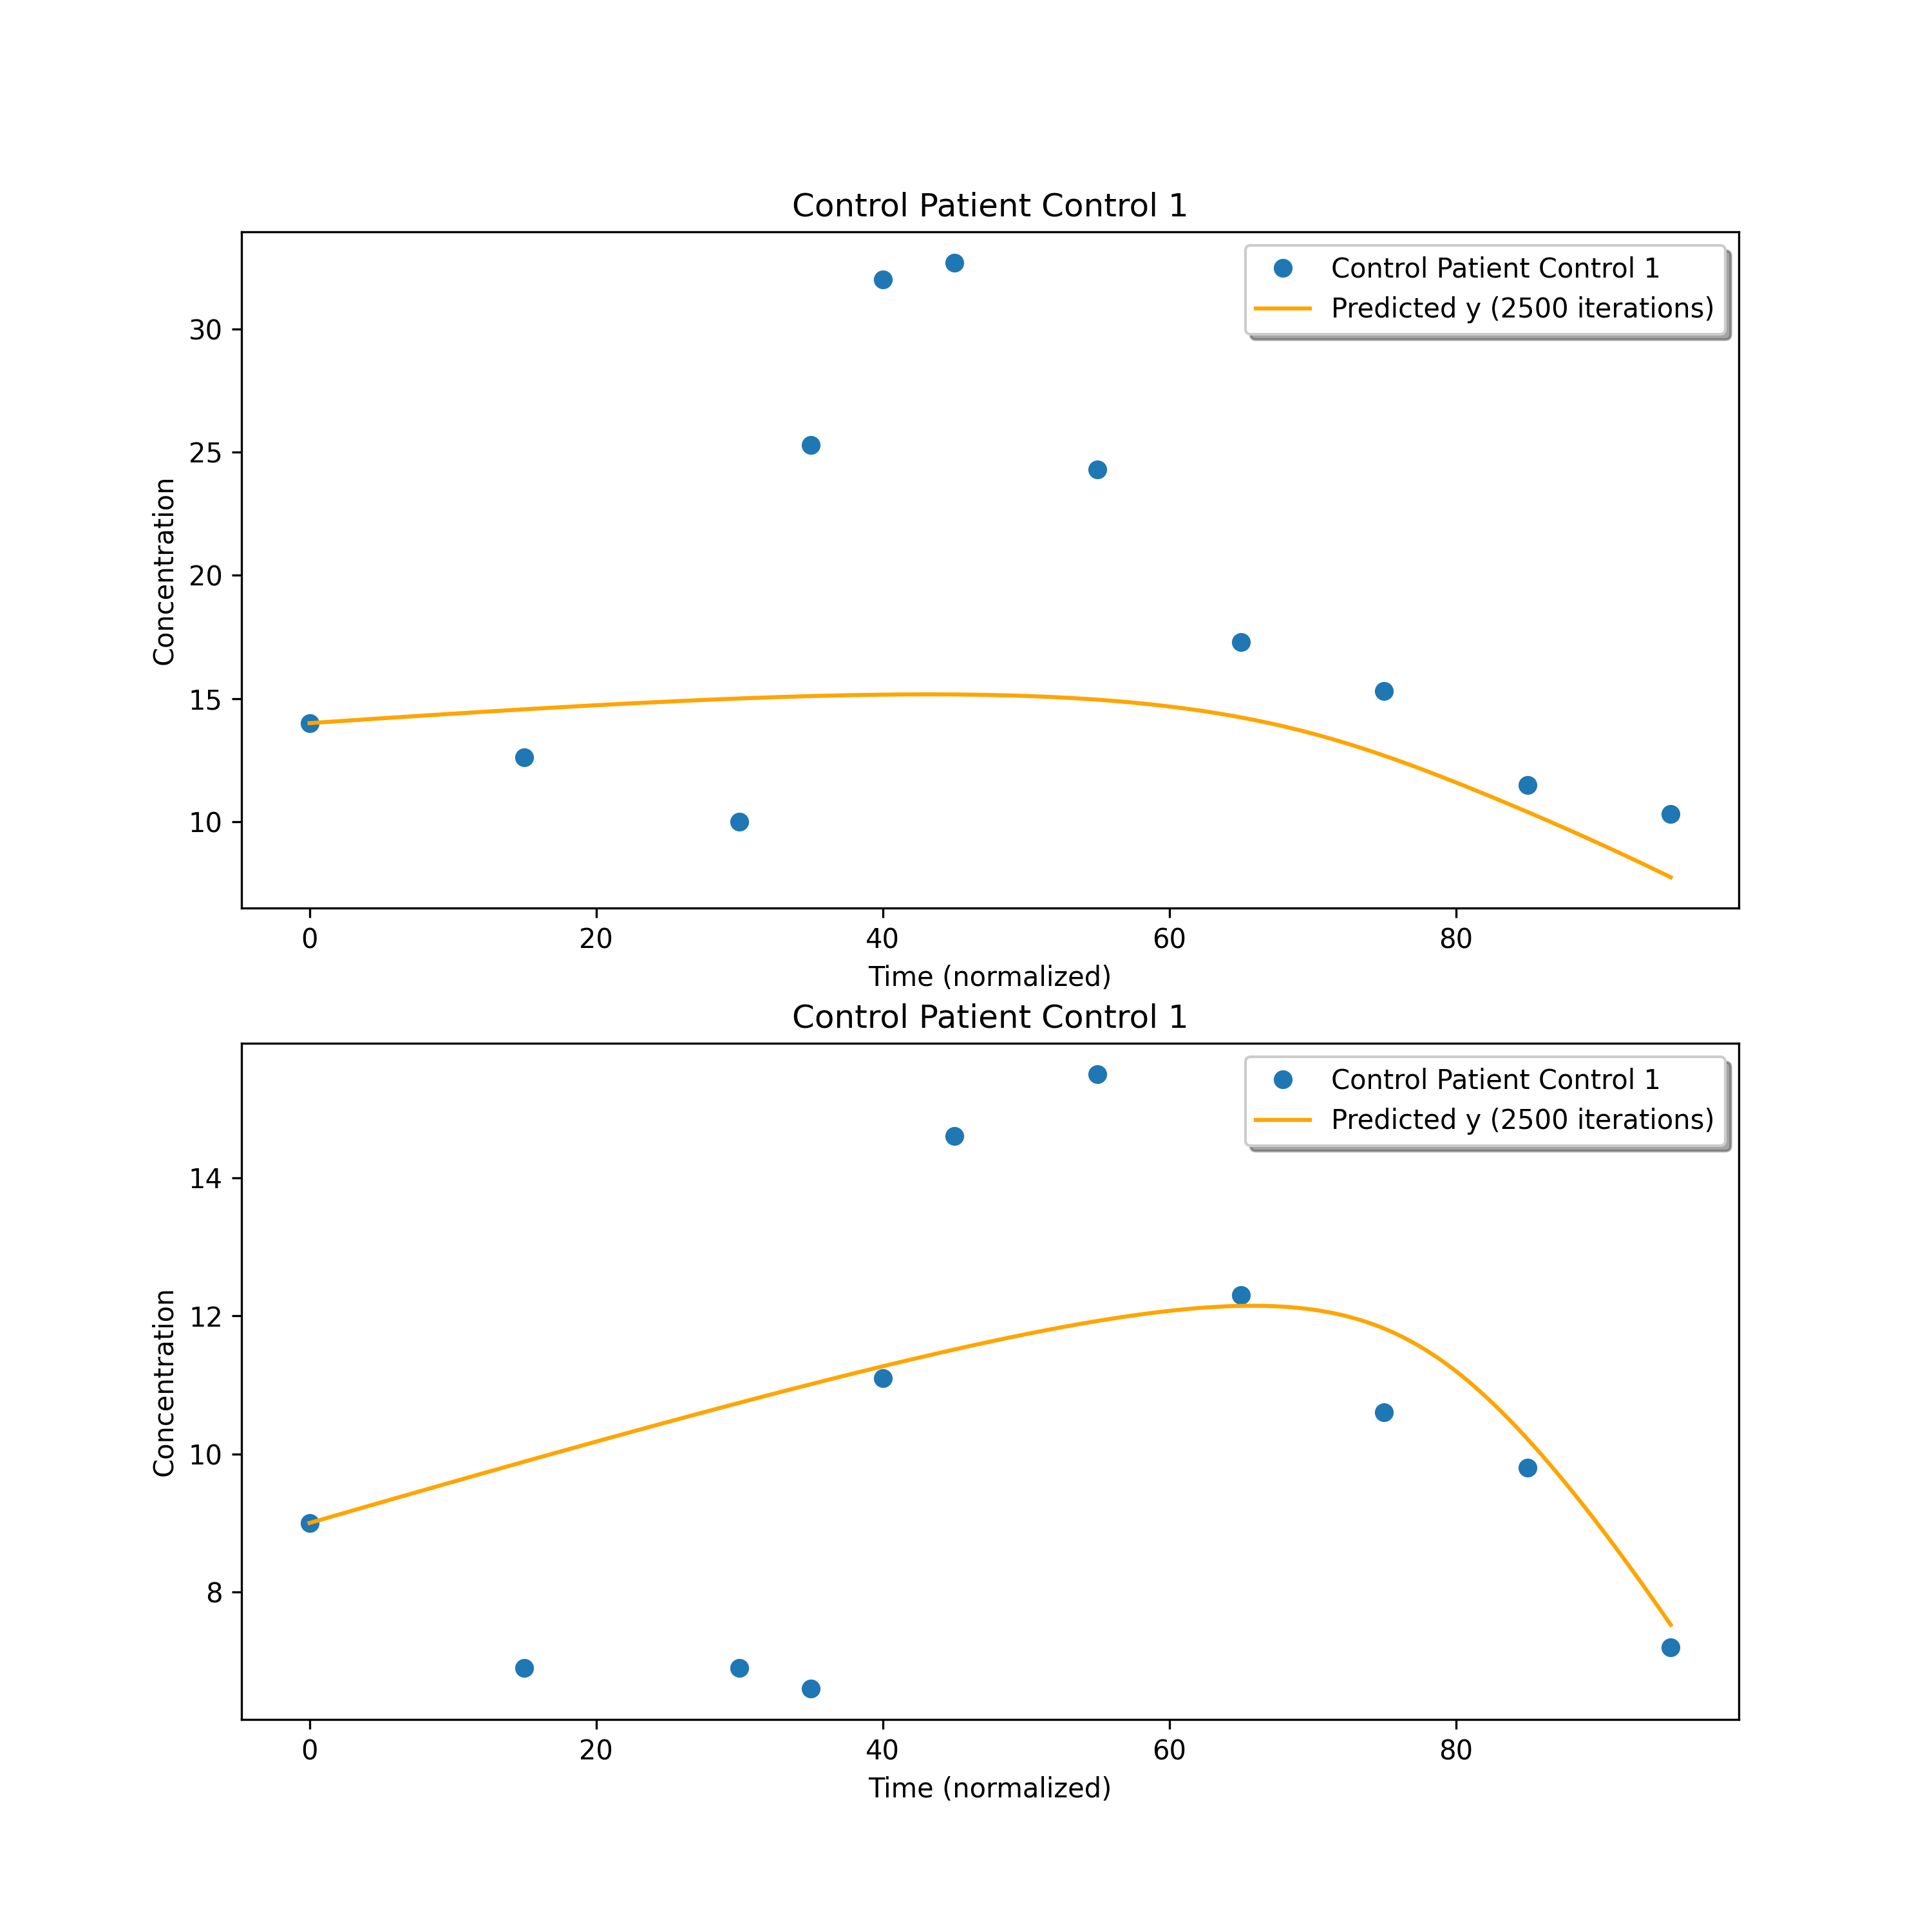 Control Patient Control 1
Control Patient Control 1
Predicted y (2500 iterations)
30
25
20
15
10
Concentration
0 20 40 60 80
Time (normalized)
Control Patient Control 1
Control Patient Control 1
Predicted y (2500 iterations)
14
12
10
8
Concentration
0 20 40 60 80
Time (normalized)